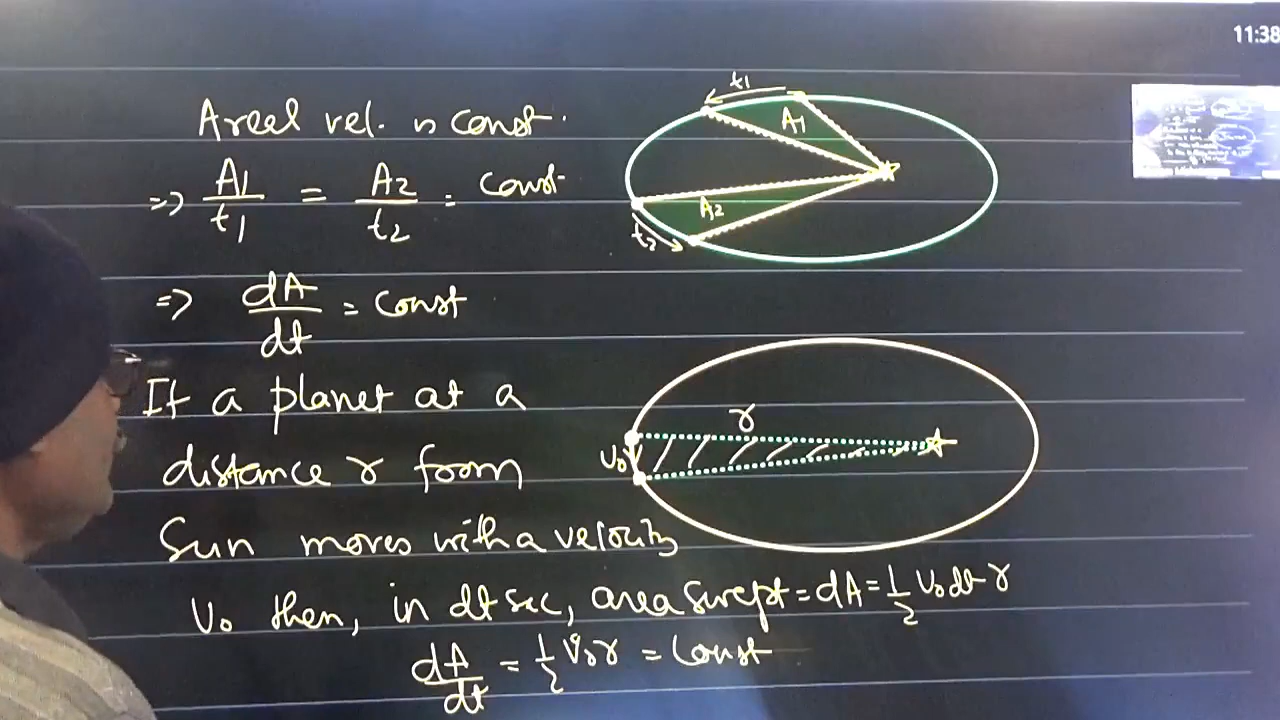 11:38
Areal vel. is const.
=> A1/t1 = A2/t2 = const.
=> dA/dt = const
If a planet at a
distance r form
Sun moves with a velocity
v0 then, in dt sec, area swept = dA = 1/2 v0 dt r
dA/dt = 1/2 v0 r = const
t1
A1
A2
t2
r
v0